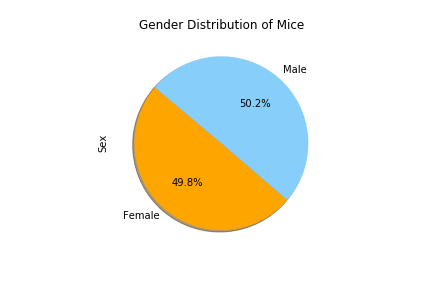 Gender Distribution of Mice
Male
50.2%
Sex
49.8%
Female